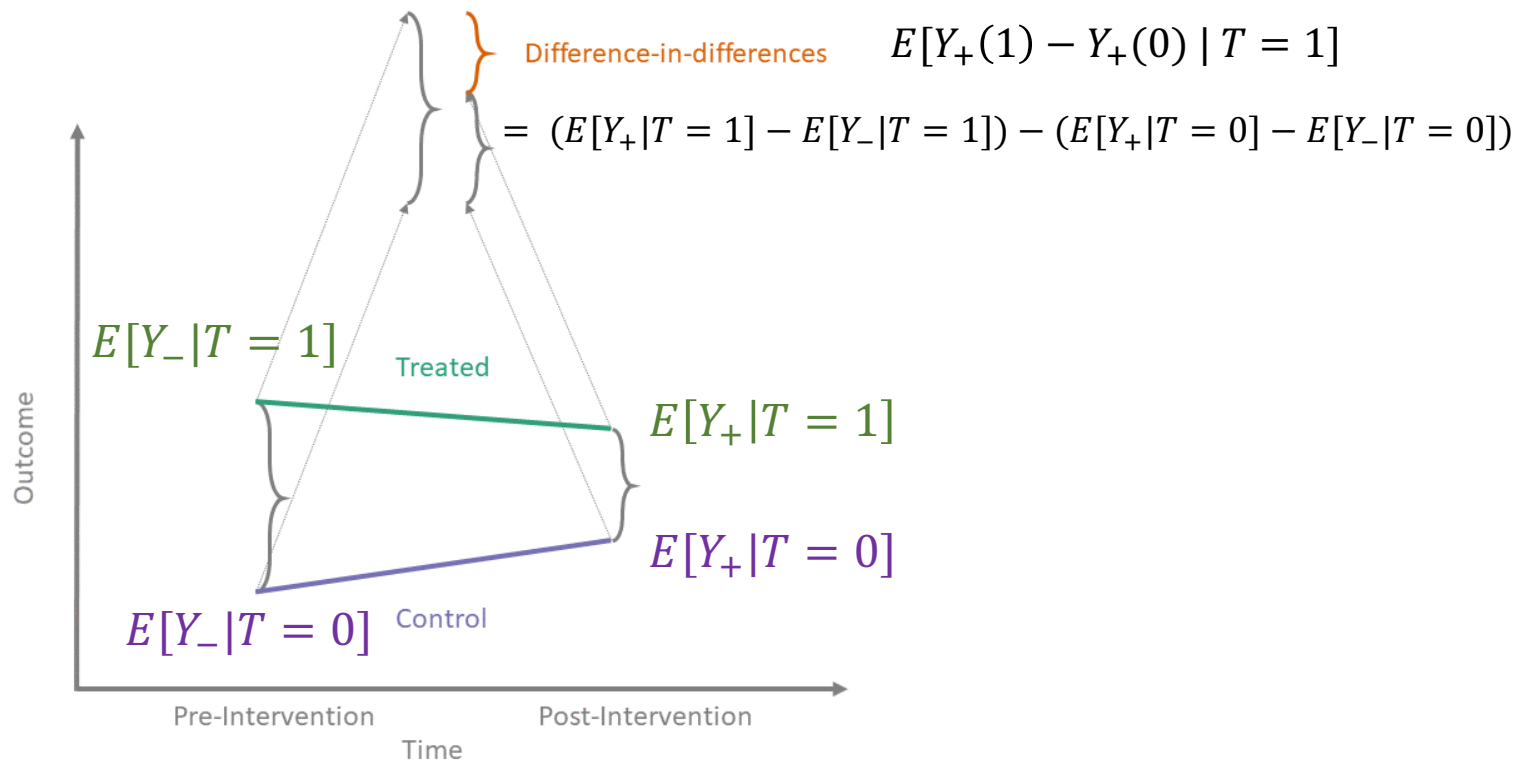 Difference-in-differences
E[Y₊(1) − Y₊(0) | T = 1]
= (E[Y₊|T = 1] − E[Y₋|T = 1]) − (E[Y₊|T = 0] − E[Y₋|T = 0])
E[Y₋|T = 1]
Treated
E[Y₊|T = 1]
Outcome
E[Y₊|T = 0]
E[Y₋|T = 0]
Control
Pre-Intervention
Post-Intervention
Time